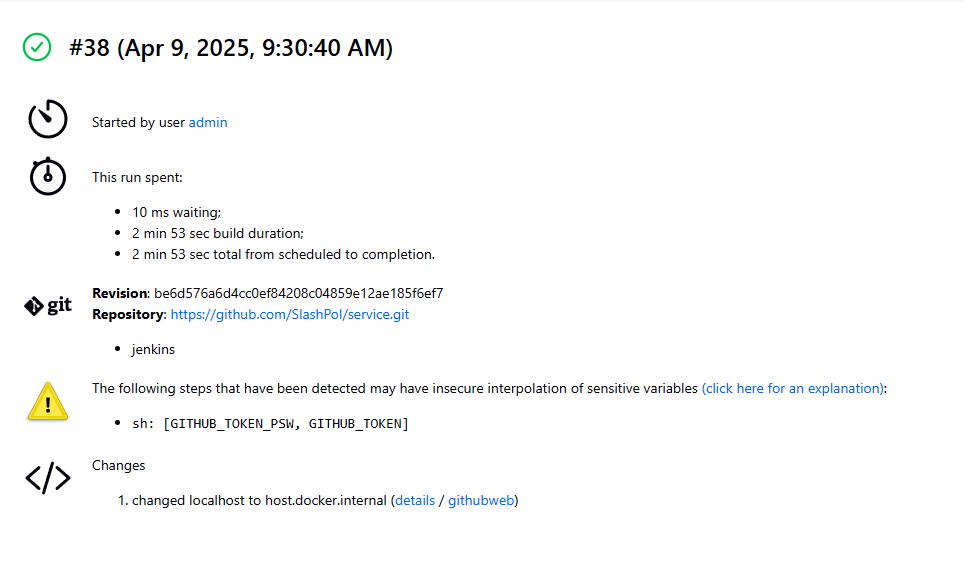 #38 (Apr 9, 2025, 9:30:40 AM)
Started by user admin
This run spent:
10 ms waiting;
2 min 53 sec build duration;
2 min 53 sec total from scheduled to completion.
git
Revision: be6d576a6d4cc0ef84208c04859e12ae185f6ef7
Repository: https://github.com/SlashPol/service.git
jenkins
The following steps that have been detected may have insecure interpolation of sensitive variables (click here for an explanation):
sh: [GITHUB_TOKEN_PSW, GITHUB_TOKEN]
Changes
1. changed localhost to host.docker.internal (details / githubweb)